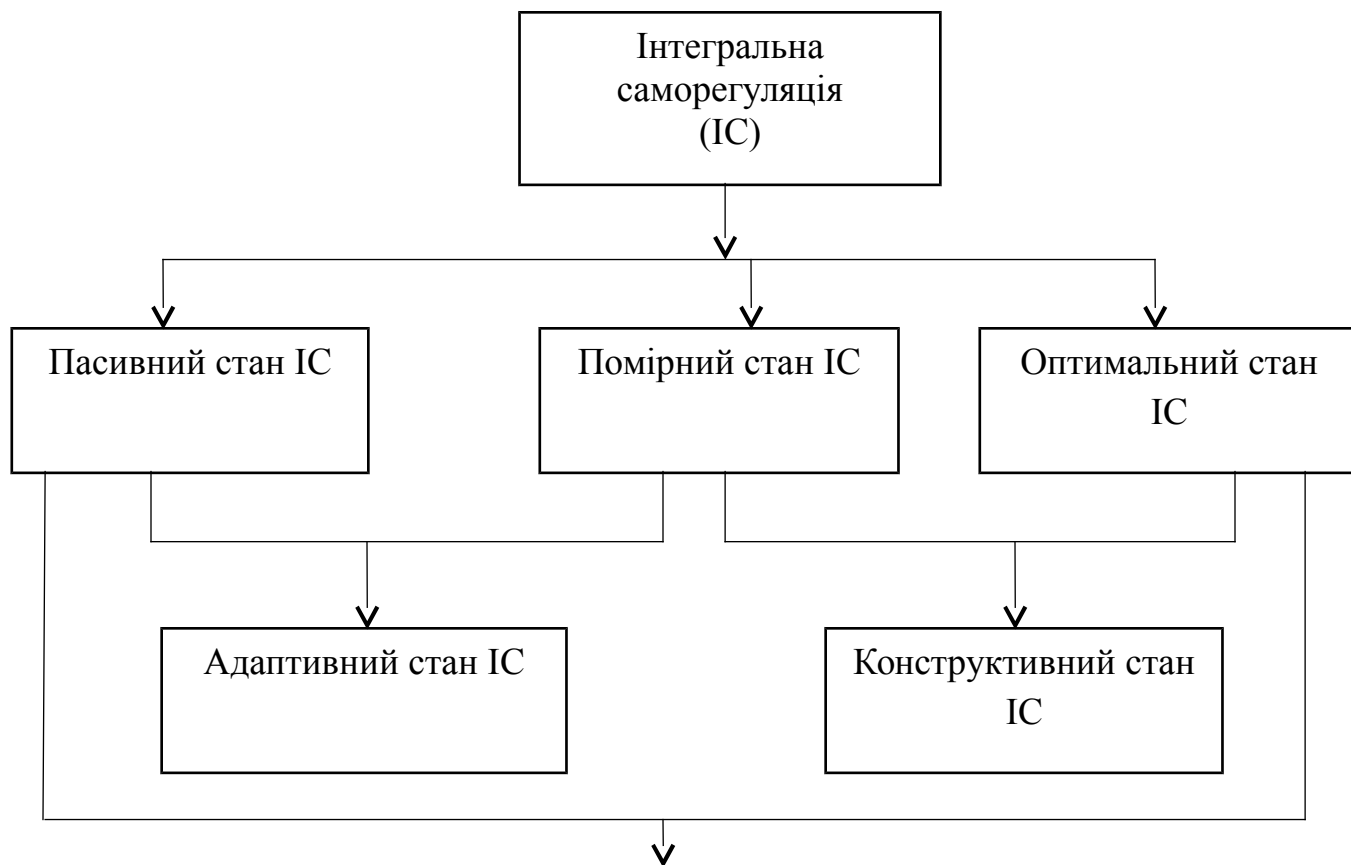 Інтегральна
саморегуляція
(ІС)
Пасивний стан ІС
Помірний стан ІС
Оптимальний стан
ІС
Адаптивний стан ІС
Конструктивний стан
ІС